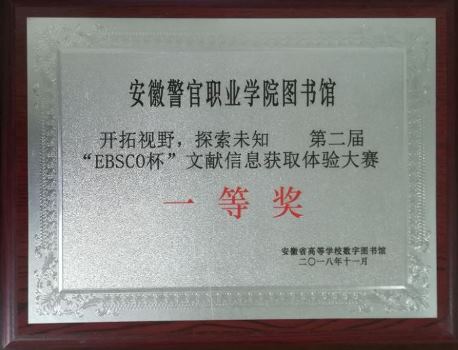 安徽警官职业学院图书馆
开拓视野，探索未知 第二届
“EBSCO杯”文献信息获取体验大赛
一等奖
安徽省高等学校数字图书馆
二〇一八年十一月